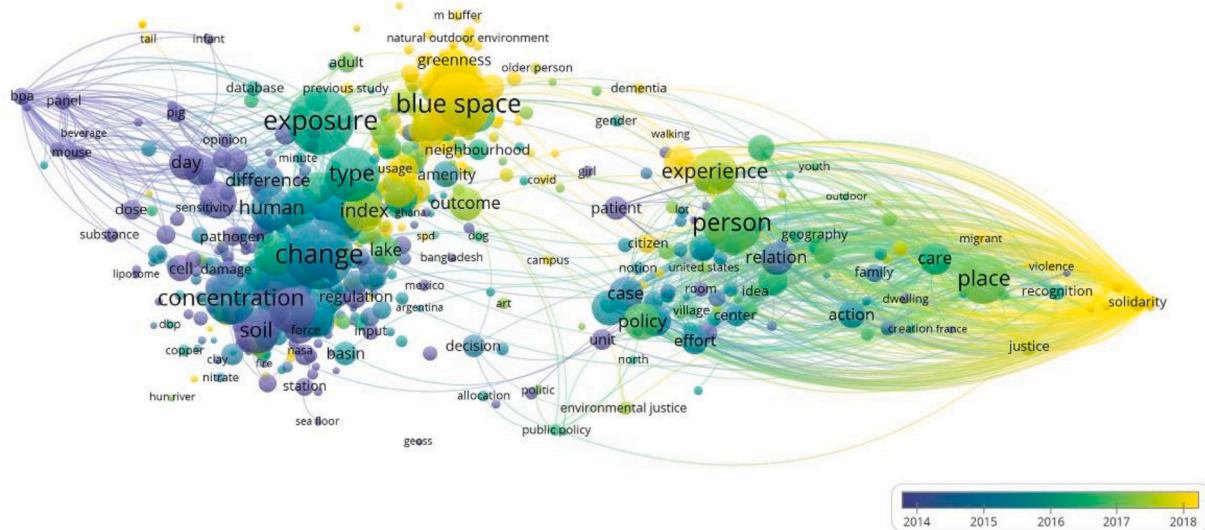 m buffer
tail
infant
natural outdoor environment
greenness
adult
older person
database
previous study
dementia
bpa
panel
blue space
pig
exposure
gender
beverage
opinion
walking
mouse
minute
neighbourhood
day
type
usage
amenity
covid
girl
experience
youth
difference
sensitivity
human
index
outcome
patient
outdoor
dose
ghana
lot
person
substance
pathogen
spd
dog
citizen
geography
migrant
change
lake
bangladesh
campus
notion
united states
relation
care
liposome
cell
damage
family
place
violence
mexico
room
idea
recognition
concentration
regulation
case
dwelling
solidarity
argentina
art
village
center
action
dbp
soil
force
input
policy
creation
france
copper
nasa
basin
decision
unit
effort
justice
clay
fire
nitrate
north
station
hun river
allocation
politic
environmental justice
sea floor
public policy
geoss
2014
2015
2016
2017
2018